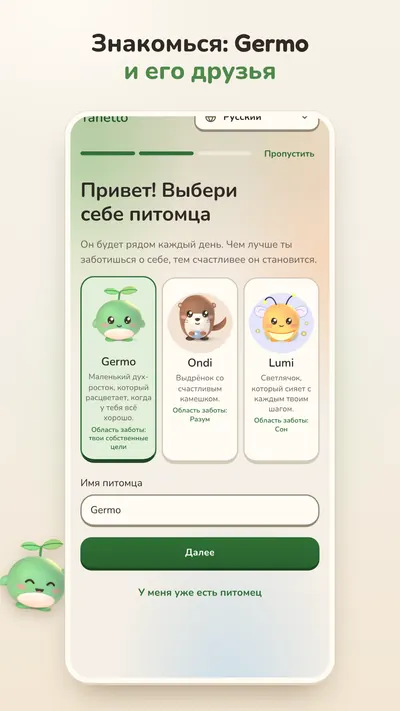 Знакомься: Germo
и его друзья
Tanello
Русский
Пропустить
Привет! Выбери
себе питомца
Он будет рядом каждый день. Чем лучше ты
заботишься о себе, тем счастливее он становится.
Germo
Маленький дух-
росток, который
расцветает, когда
у тебя всё
хорошо.
Область заботы:
твои собственные
цели
Ondi
Выдрёнок со
счастливым
камешком.
Область заботы:
Разум
Lumi
Светлячок,
который сияет с
каждым твоим
шагом.
Область заботы:
Сон
Имя питомца
Germo
Далее
У меня уже есть питомец